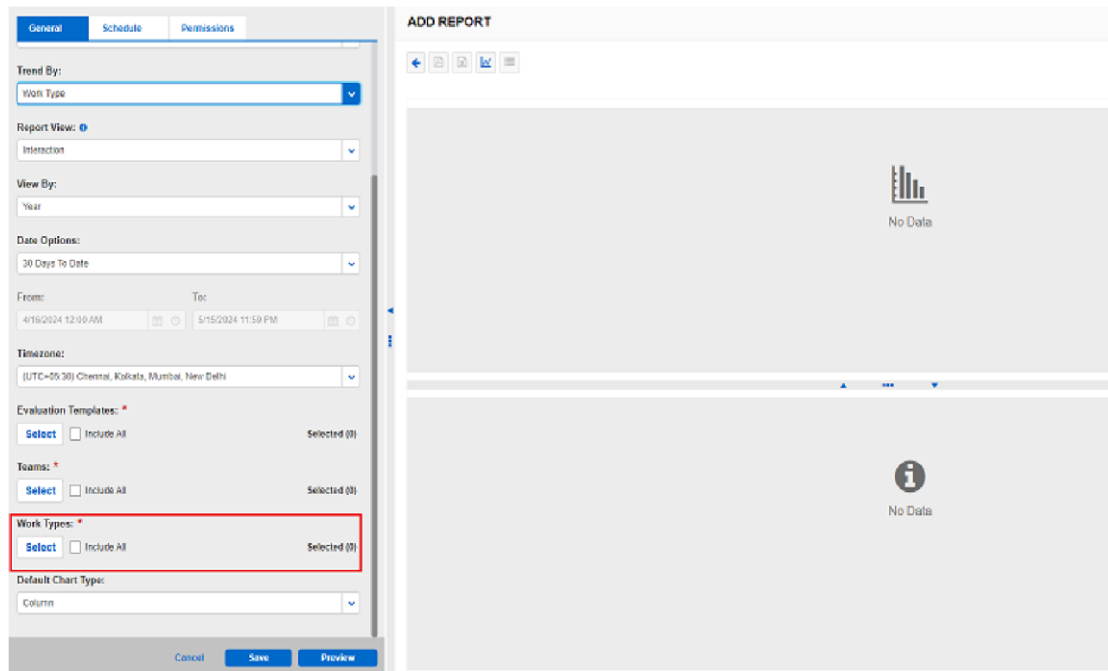 General Schedule Permissions
Trend By:
Work Type
Report View:
Interaction
View By:
Year
Date Options:
30 Days To Date
From: To:
4/16/2024 12:00 AM 5/15/2024 11:59 PM
Timezone:
(UTC+05:30) Chennai, Kolkata, Mumbai, New Delhi
Evaluation Templates: *
Select Include All Selected (0)
Teams: *
Select Include All Selected (0)
Work Types: *
Select Include All Selected (0)
Default Chart Type:
Column
Cancel Save Preview
ADD REPORT
No Data
No Data